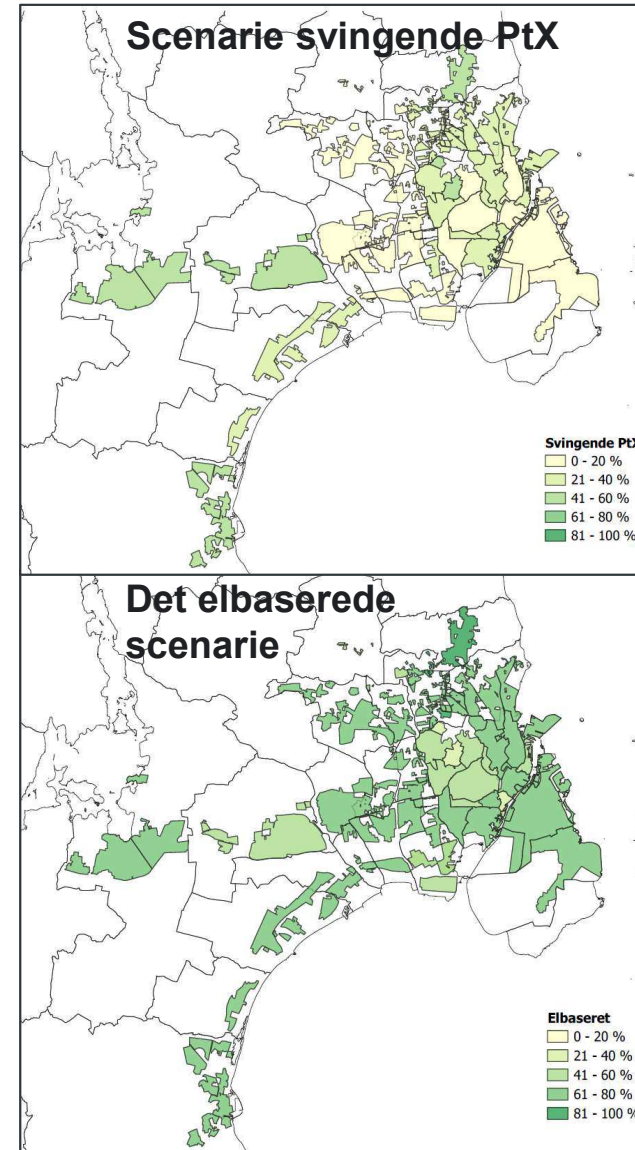 Scenarie svingende PtX
Svingende PtX
0 - 20 %
21 - 40 %
41 - 60 %
61 - 80 %
81 - 100 %
Det elbaserede
scenarie
Elbaseret
0 - 20 %
21 - 40 %
41 - 60 %
61 - 80 %
81 - 100 %